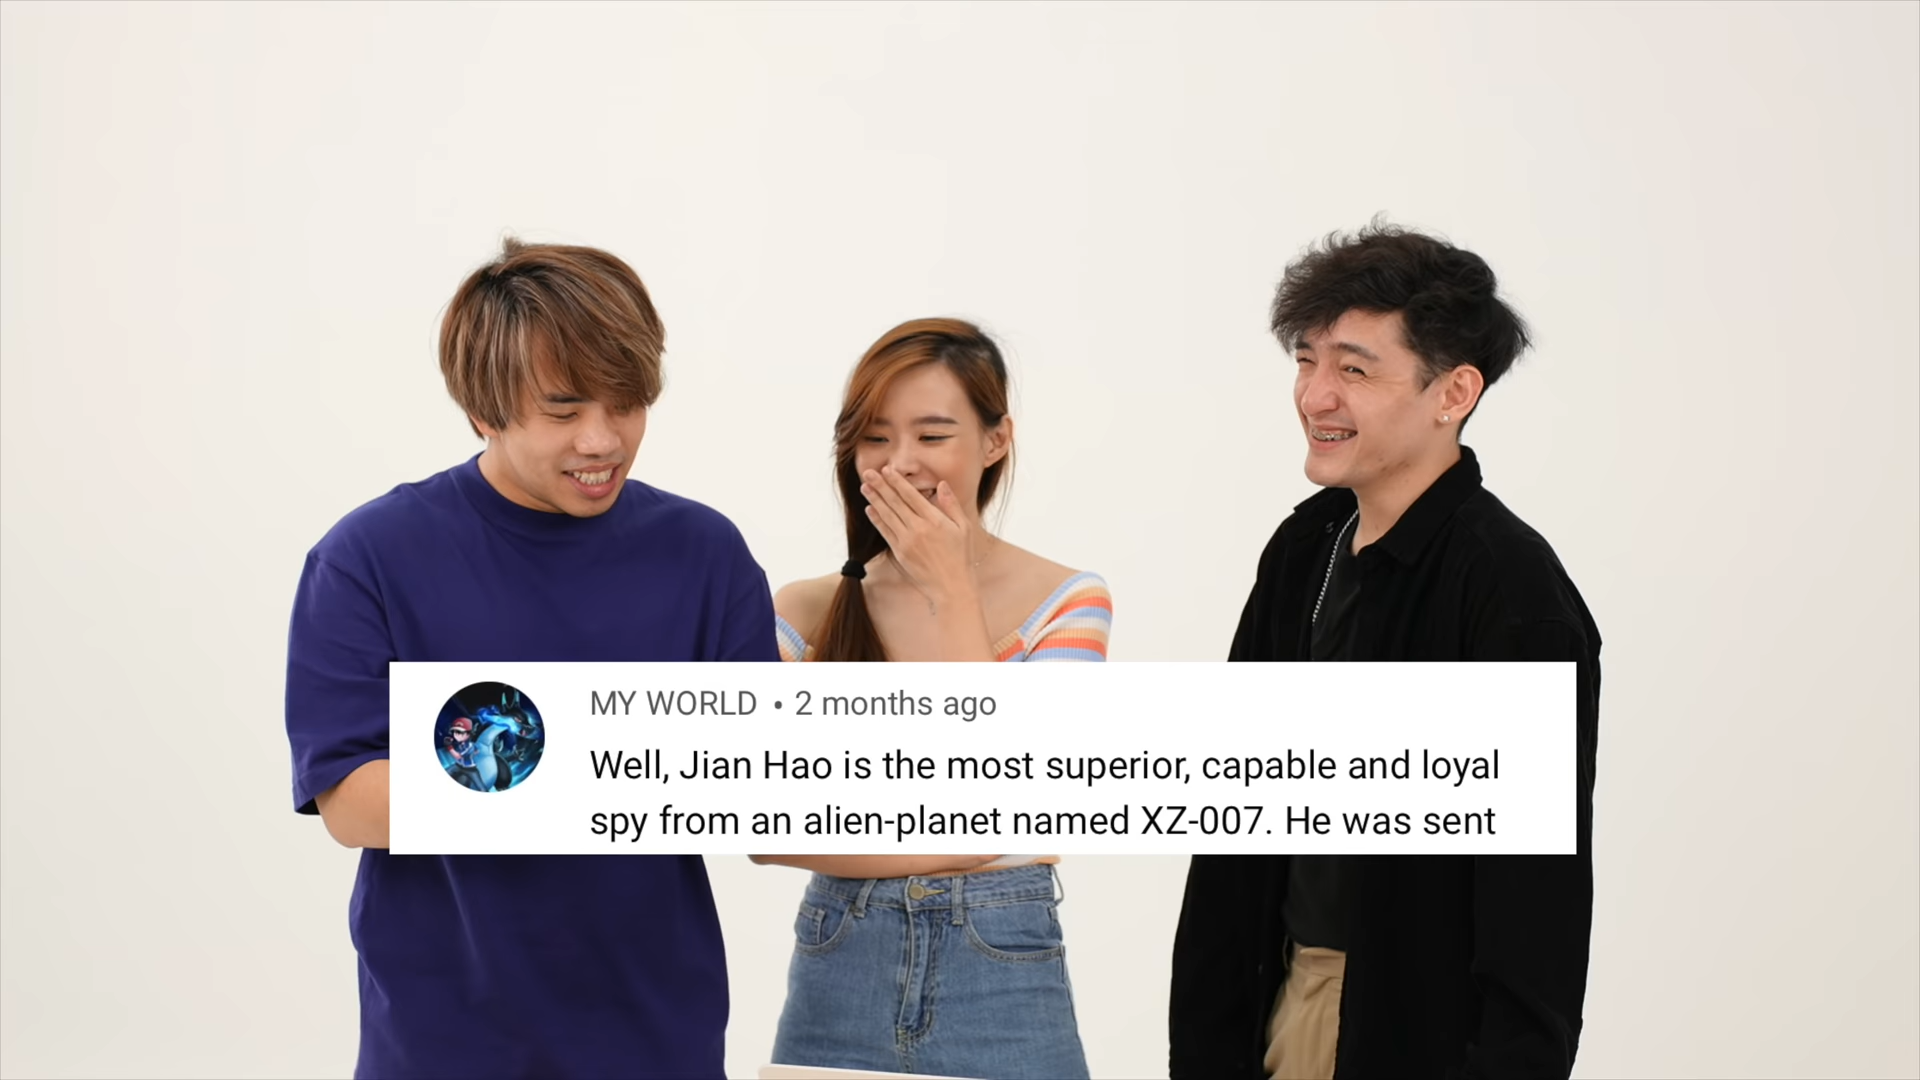 MY WORLD • 2 months ago
Well, Jian Hao is the most superior, capable and loyal
spy from an alien-planet named XZ-007. He was sent